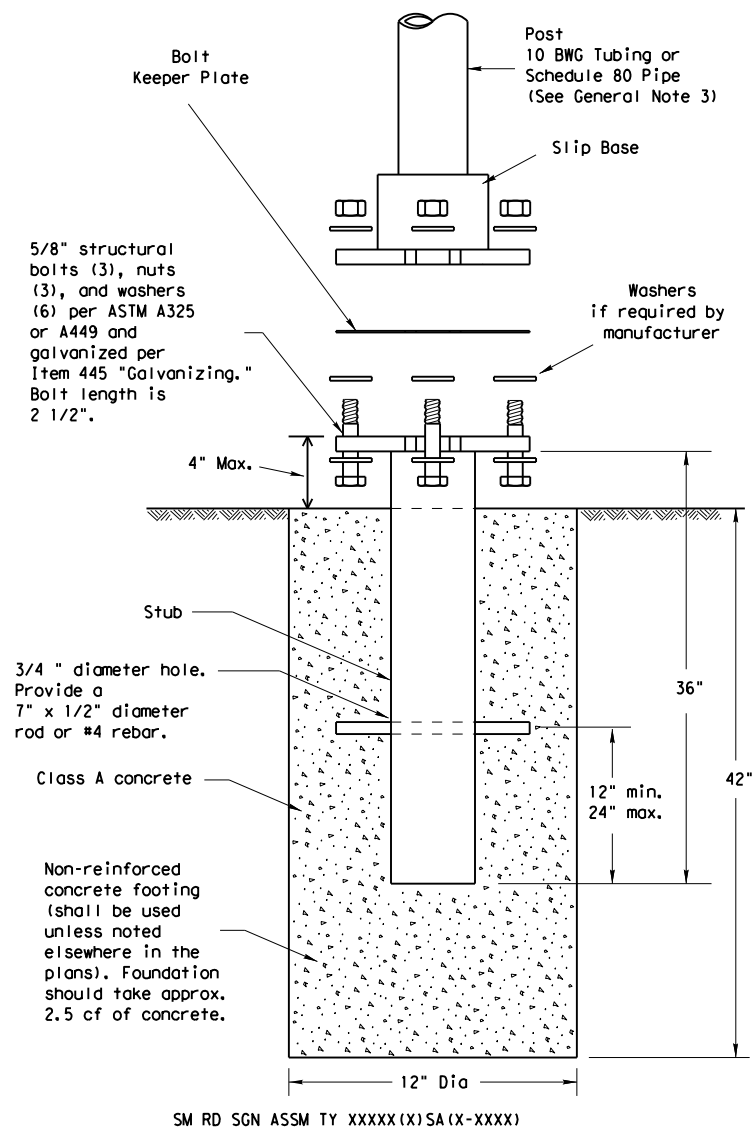 Post
10 BWG Tubing or
Schedule 80 Pipe
(See General Note 3)
Bolt
Keeper Plate
Slip Base
5/8" structural
bolts (3), nuts
(3), and washers
(6) per ASTM A325
or A449 and
galvanized per
Item 445 "Galvanizing."
Bolt length is
2 1/2".
Washers
if required by
manufacturer
4" Max.
Stub
3/4 " diameter hole.
Provide a
7" x 1/2" diameter
rod or #4 rebar.
36"
42"
12" min.
24" max.
Class A concrete
Non-reinforced
concrete footing
(shall be used
unless noted
elsewhere in the
plans). Foundation
should take approx.
2.5 cf of concrete.
12" Dia
SM RD SGN ASSM TY XXXXX(X)SA(X-XXXX)